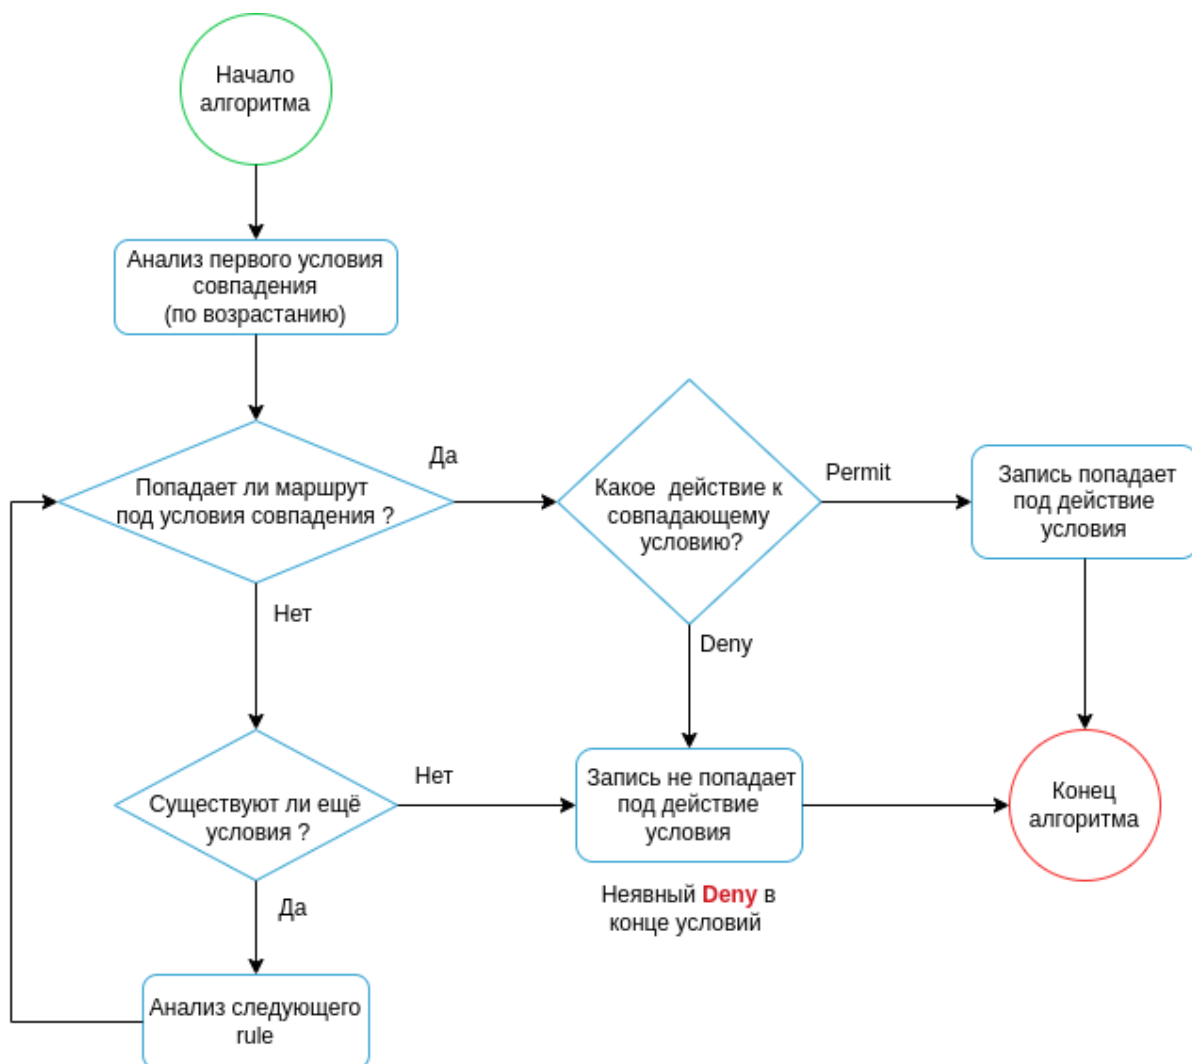 Начало
алгоритма
Анализ первого условия
совпадения
(по возрастанию)
Попадает ли маршрут
под условия совпадения ?
Да
Какое действие к
совпадающему
условию?
Permit
Запись попадает
под действие
условия
Нет
Deny
Существуют ли ещё
условия ?
Нет
Запись не попадает
под действие
условия
Конец
алгоритма
Неявный Deny в
конце условий
Да
Анализ следующего
rule